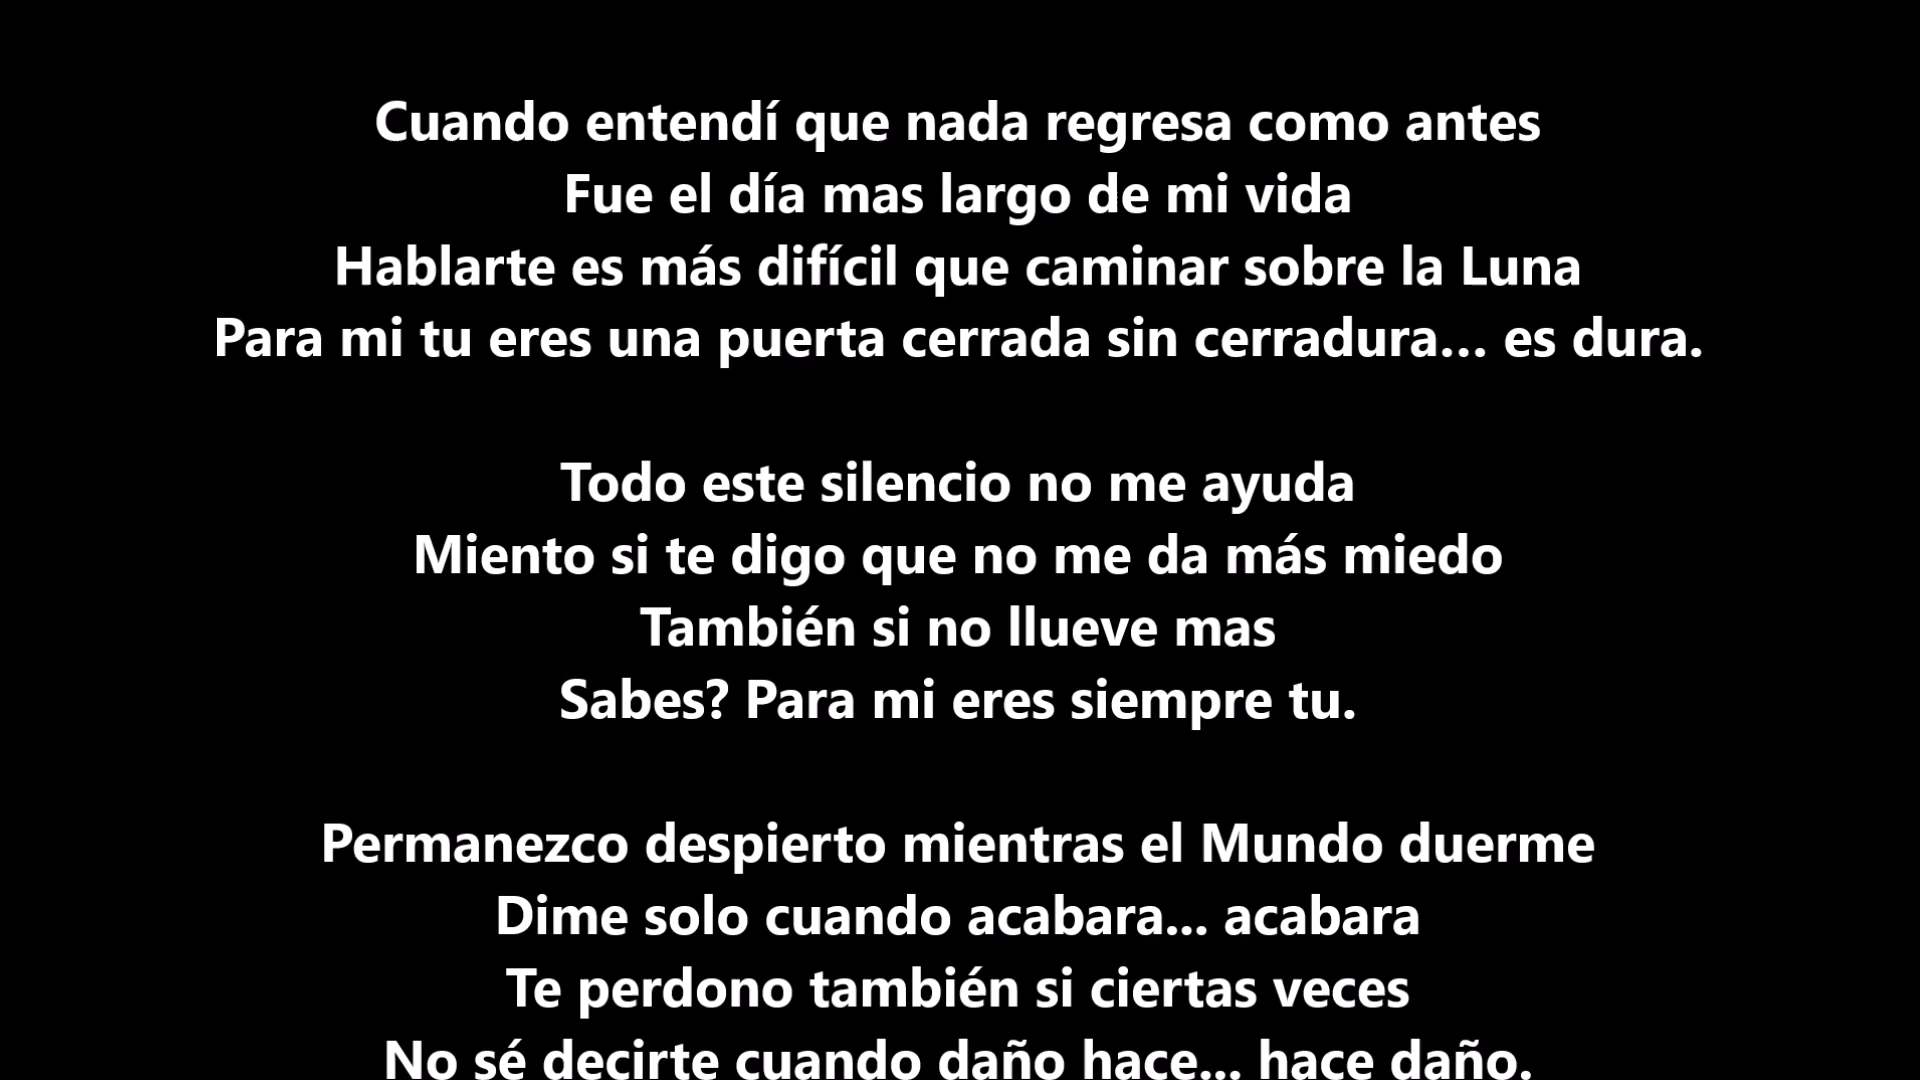 Cuando entendí que nada regresa como antes
Fue el día mas largo de mi vida
Hablarte es más difícil que caminar sobre la Luna
Para mi tu eres una puerta cerrada sin cerradura... es dura.
Todo este silencio no me ayuda
Miento si te digo que no me da más miedo
También si no llueve mas
Sabes? Para mi eres siempre tu.
Permanezco despierto mientras el Mundo duerme
Dime solo cuando acabara... acabara
Te perdono también si ciertas veces
No sé decirte cuando daño hace... hace daño.